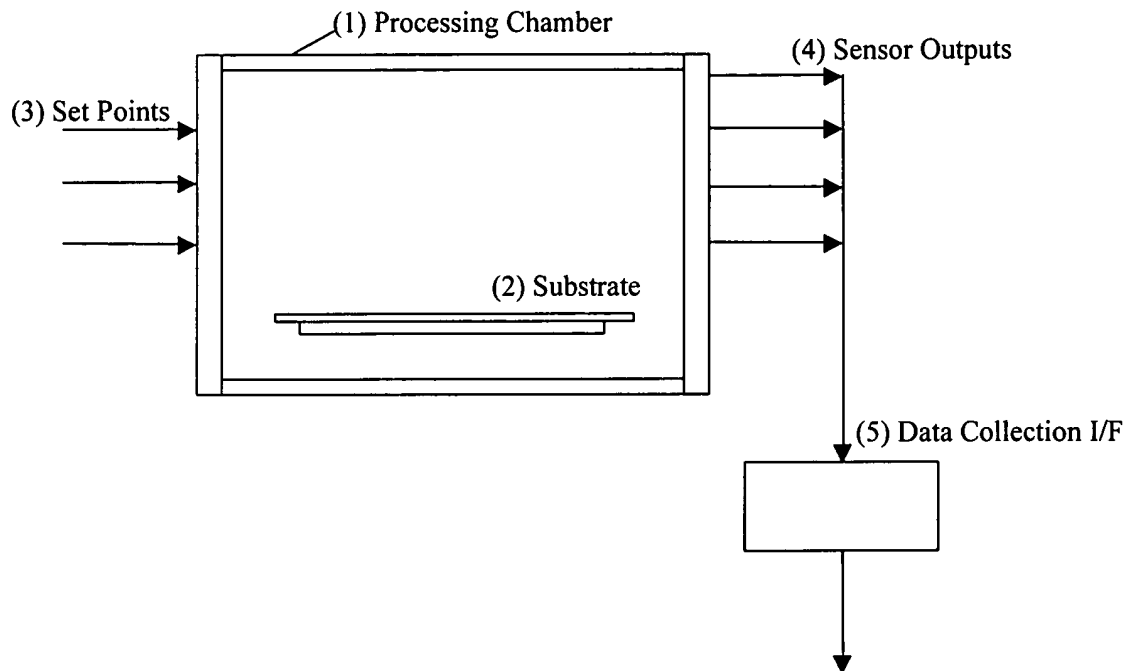 (1) Processing Chamber
(4) Sensor Outputs
(3) Set Points
(2) Substrate
(5) Data Collection I/F